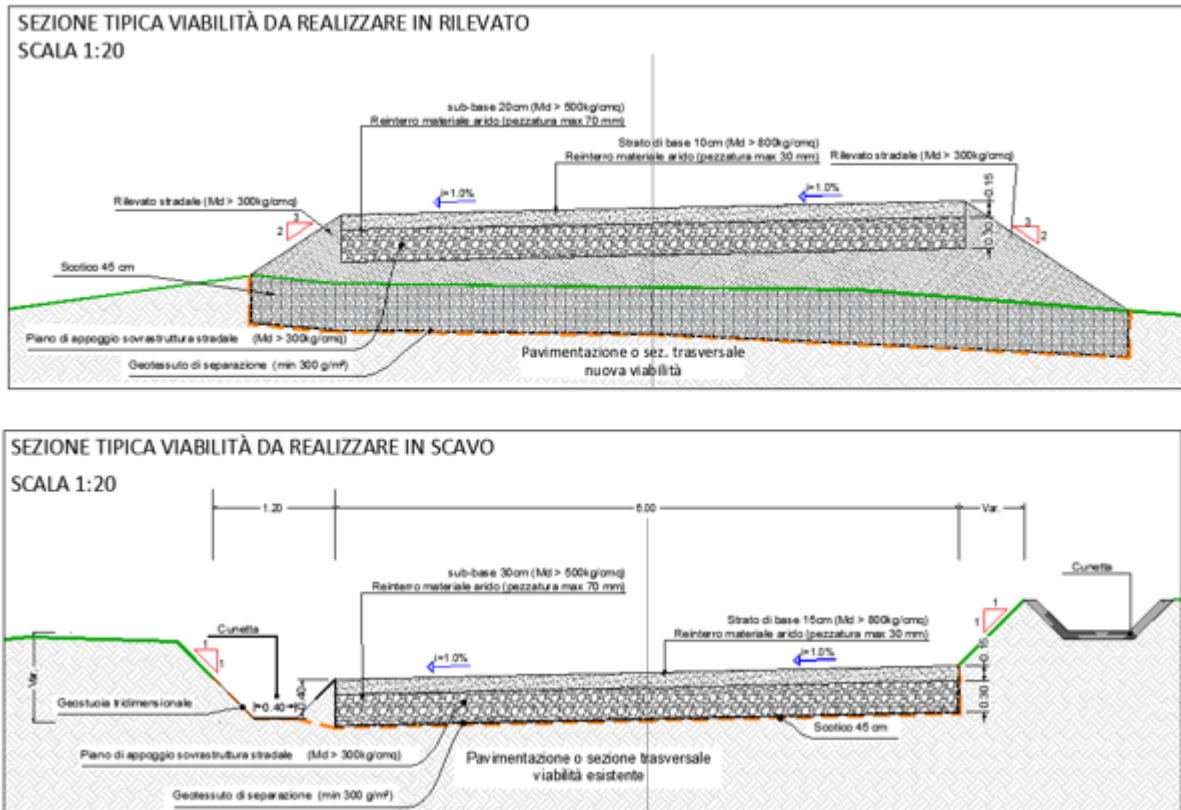 SEZIONE TIPICA VIABILITÀ DA REALIZZARE IN RILEVATO
SCALA 1:20
sub-base 20cm (Md > 500kg/cmq)
Reinterro materiale arido (pezzatura max 70 mm)
Strato di base 10cm (Md > 800kg/cmq)
Reinterro materiale arido (pezzatura max 30 mm)
Rilevato stradale (Md > 300kg/cmq)
i=1.0%
i=1.0%
0.15
0.30
Rilevato stradale (Md > 300kg/cmq)
3
2
3
2
Scotico 45 cm
Piano di appoggio sovrastruttura stradale (Md > 300kg/cmq)
Geotessuto di separazione (min 300 g/m²)
Pavimentazione o sez. trasversale
nuova viabilità
SEZIONE TIPICA VIABILITÀ DA REALIZZARE IN SCAVO
SCALA 1:20
1.20
6.00
Var.
sub-base 30cm (Md > 500kg/cmq)
Reinterro materiale arido (pezzatura max 70 mm)
Cunetta
Strato di base 15cm (Md > 800kg/cmq)
Reinterro materiale arido (pezzatura max 30 mm)
1
1
Cunetta
1
1
i=1.0%
i=1.0%
0.15
0.30
Var.
0.40
0.40
Geostuoia tridimensionale
Scotico 45 cm
Piano di appoggio sovrastruttura stradale (Md > 300kg/cmq)
Pavimentazione o sezione trasversale
viabilità esistente
Geotessuto di separazione (min 300 g/m²)